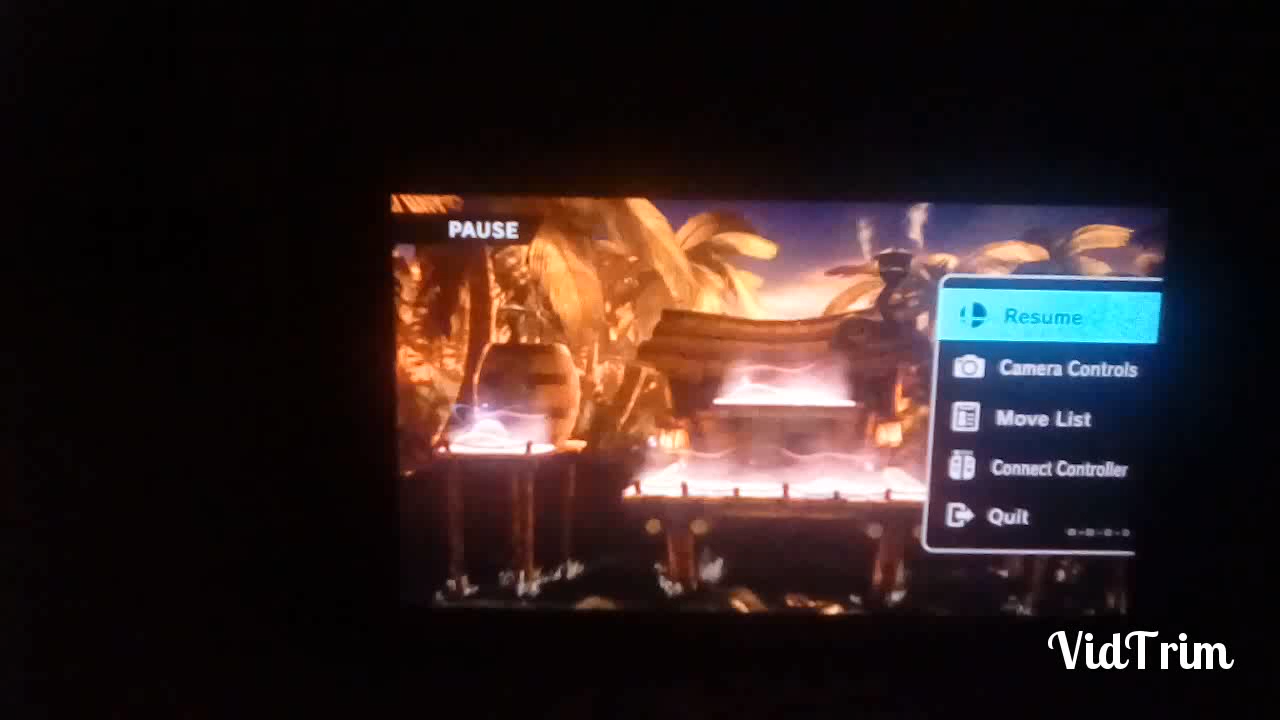 PAUSE
Resume
Camera Controls
Move List
Connect Controller
Quit
VidTrim